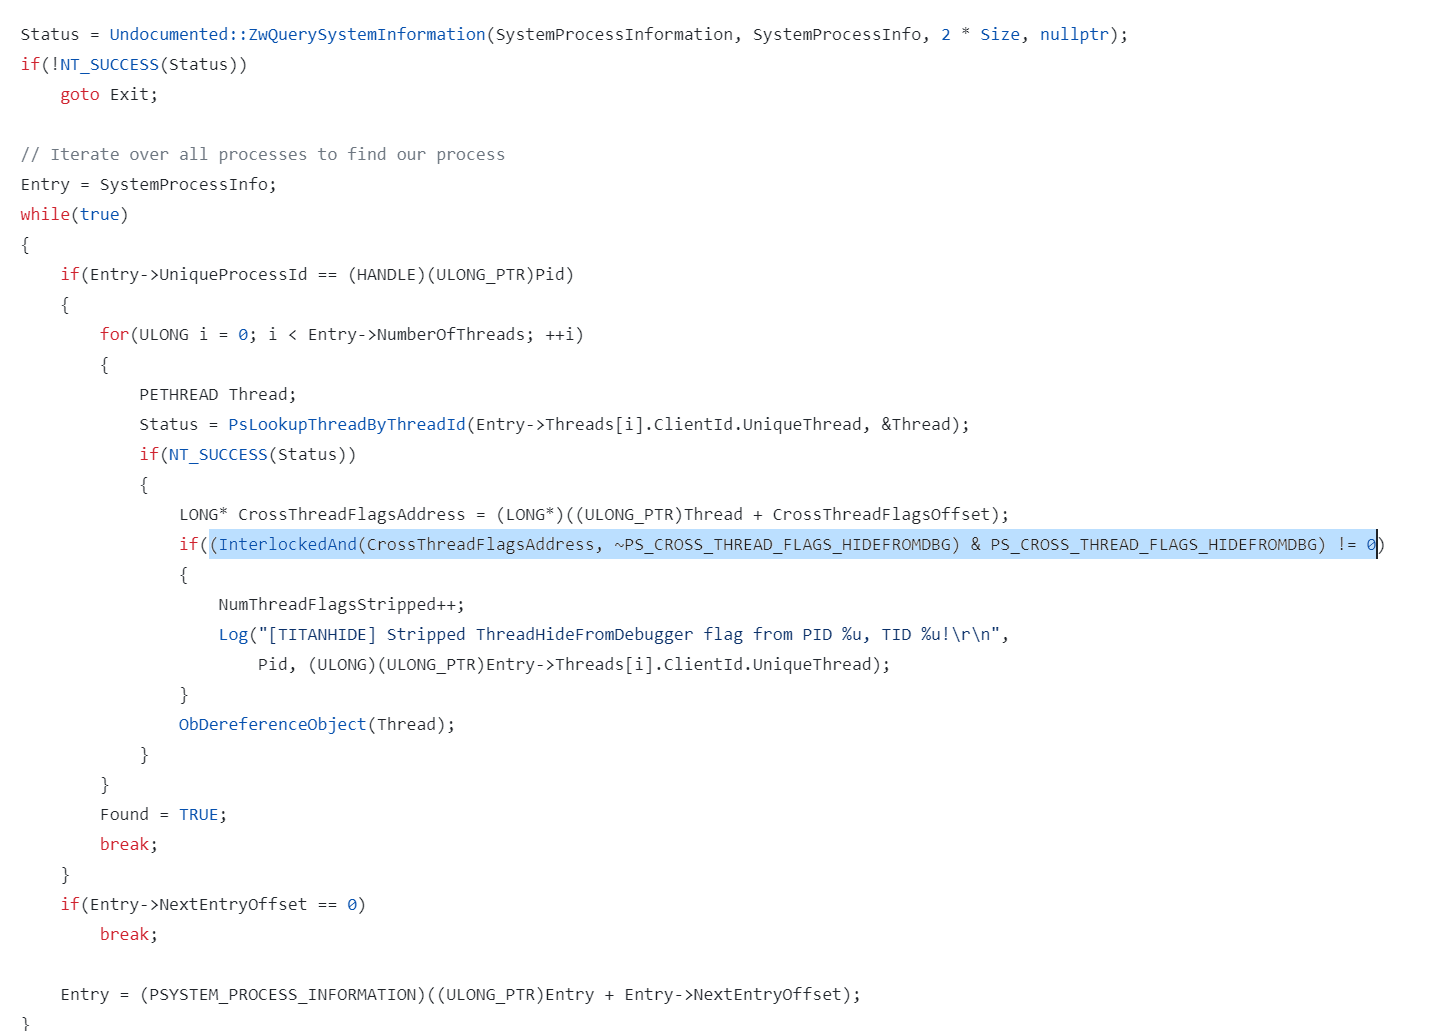 Status = Undocumented::ZwQuerySystemInformation(SystemProcessInformation, SystemProcessInfo, 2 * Size, nullptr);
if(!NT_SUCCESS(Status))
    goto Exit;

// Iterate over all processes to find our process
Entry = SystemProcessInfo;
while(true)
{
    if(Entry->UniqueProcessId == (HANDLE)(ULONG_PTR)Pid)
    {
        for(ULONG i = 0; i < Entry->NumberOfThreads; ++i)
        {
            PETHREAD Thread;
            Status = PsLookupThreadByThreadId(Entry->Threads[i].ClientId.UniqueThread, &Thread);
            if(NT_SUCCESS(Status))
            {
                LONG* CrossThreadFlagsAddress = (LONG*)((ULONG_PTR)Thread + CrossThreadFlagsOffset);
                if((InterlockedAnd(CrossThreadFlagsAddress, ~PS_CROSS_THREAD_FLAGS_HIDEFROMDBG) & PS_CROSS_THREAD_FLAGS_HIDEFROMDBG) != 0)
                {
                    NumThreadFlagsStripped++;
                    Log("[TITANHIDE] Stripped ThreadHideFromDebugger flag from PID %u, TID %u!\r\n",
                        Pid, (ULONG)(ULONG_PTR)Entry->Threads[i].ClientId.UniqueThread);
                }
                ObDereferenceObject(Thread);
            }
        }
        Found = TRUE;
        break;
    }
    if(Entry->NextEntryOffset == 0)
        break;

    Entry = (PSYSTEM_PROCESS_INFORMATION)((ULONG_PTR)Entry + Entry->NextEntryOffset);
}